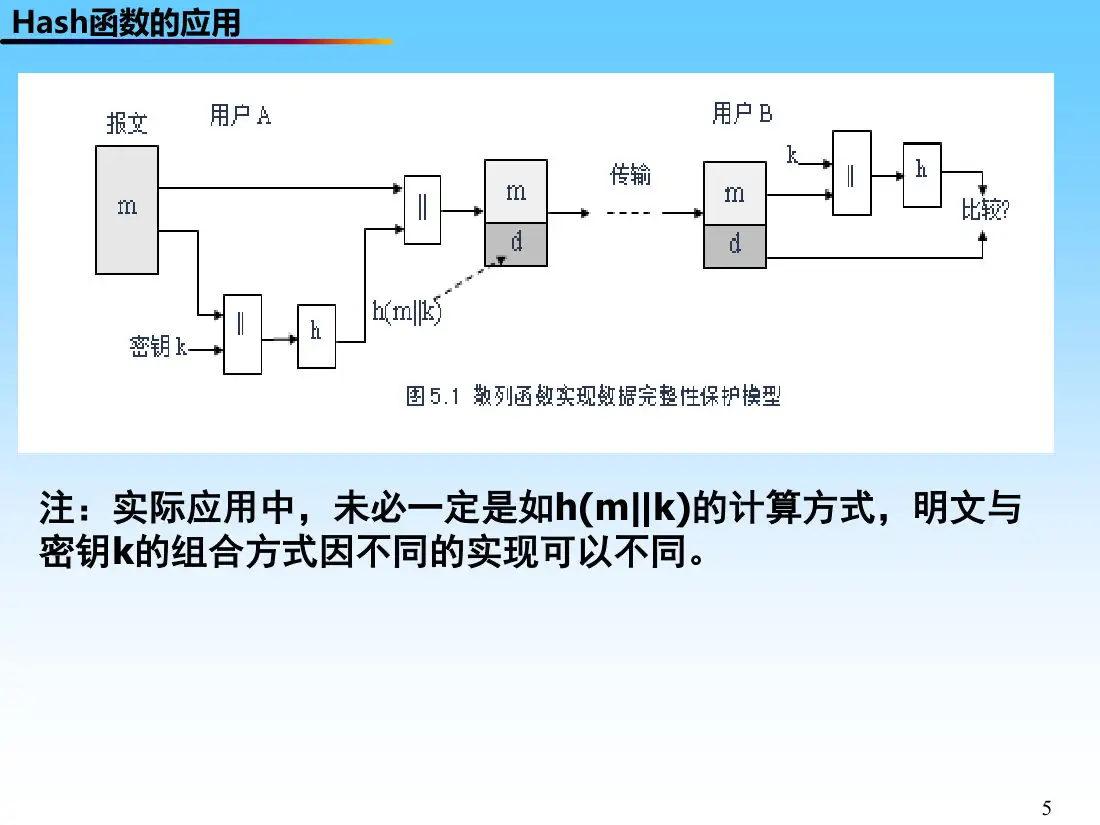 Hash函数的应用
报文
用户 A
用户 B
m
‖
m
d
传输
m
d
k
‖
h
比较?
密钥 k
‖
h
h(m‖k)
图 5.1 散列函数实现数据完整性保护模型
注：实际应用中，未必一定是如h(m‖k)的计算方式，明文与
密钥k的组合方式因不同的实现可以不同。
5